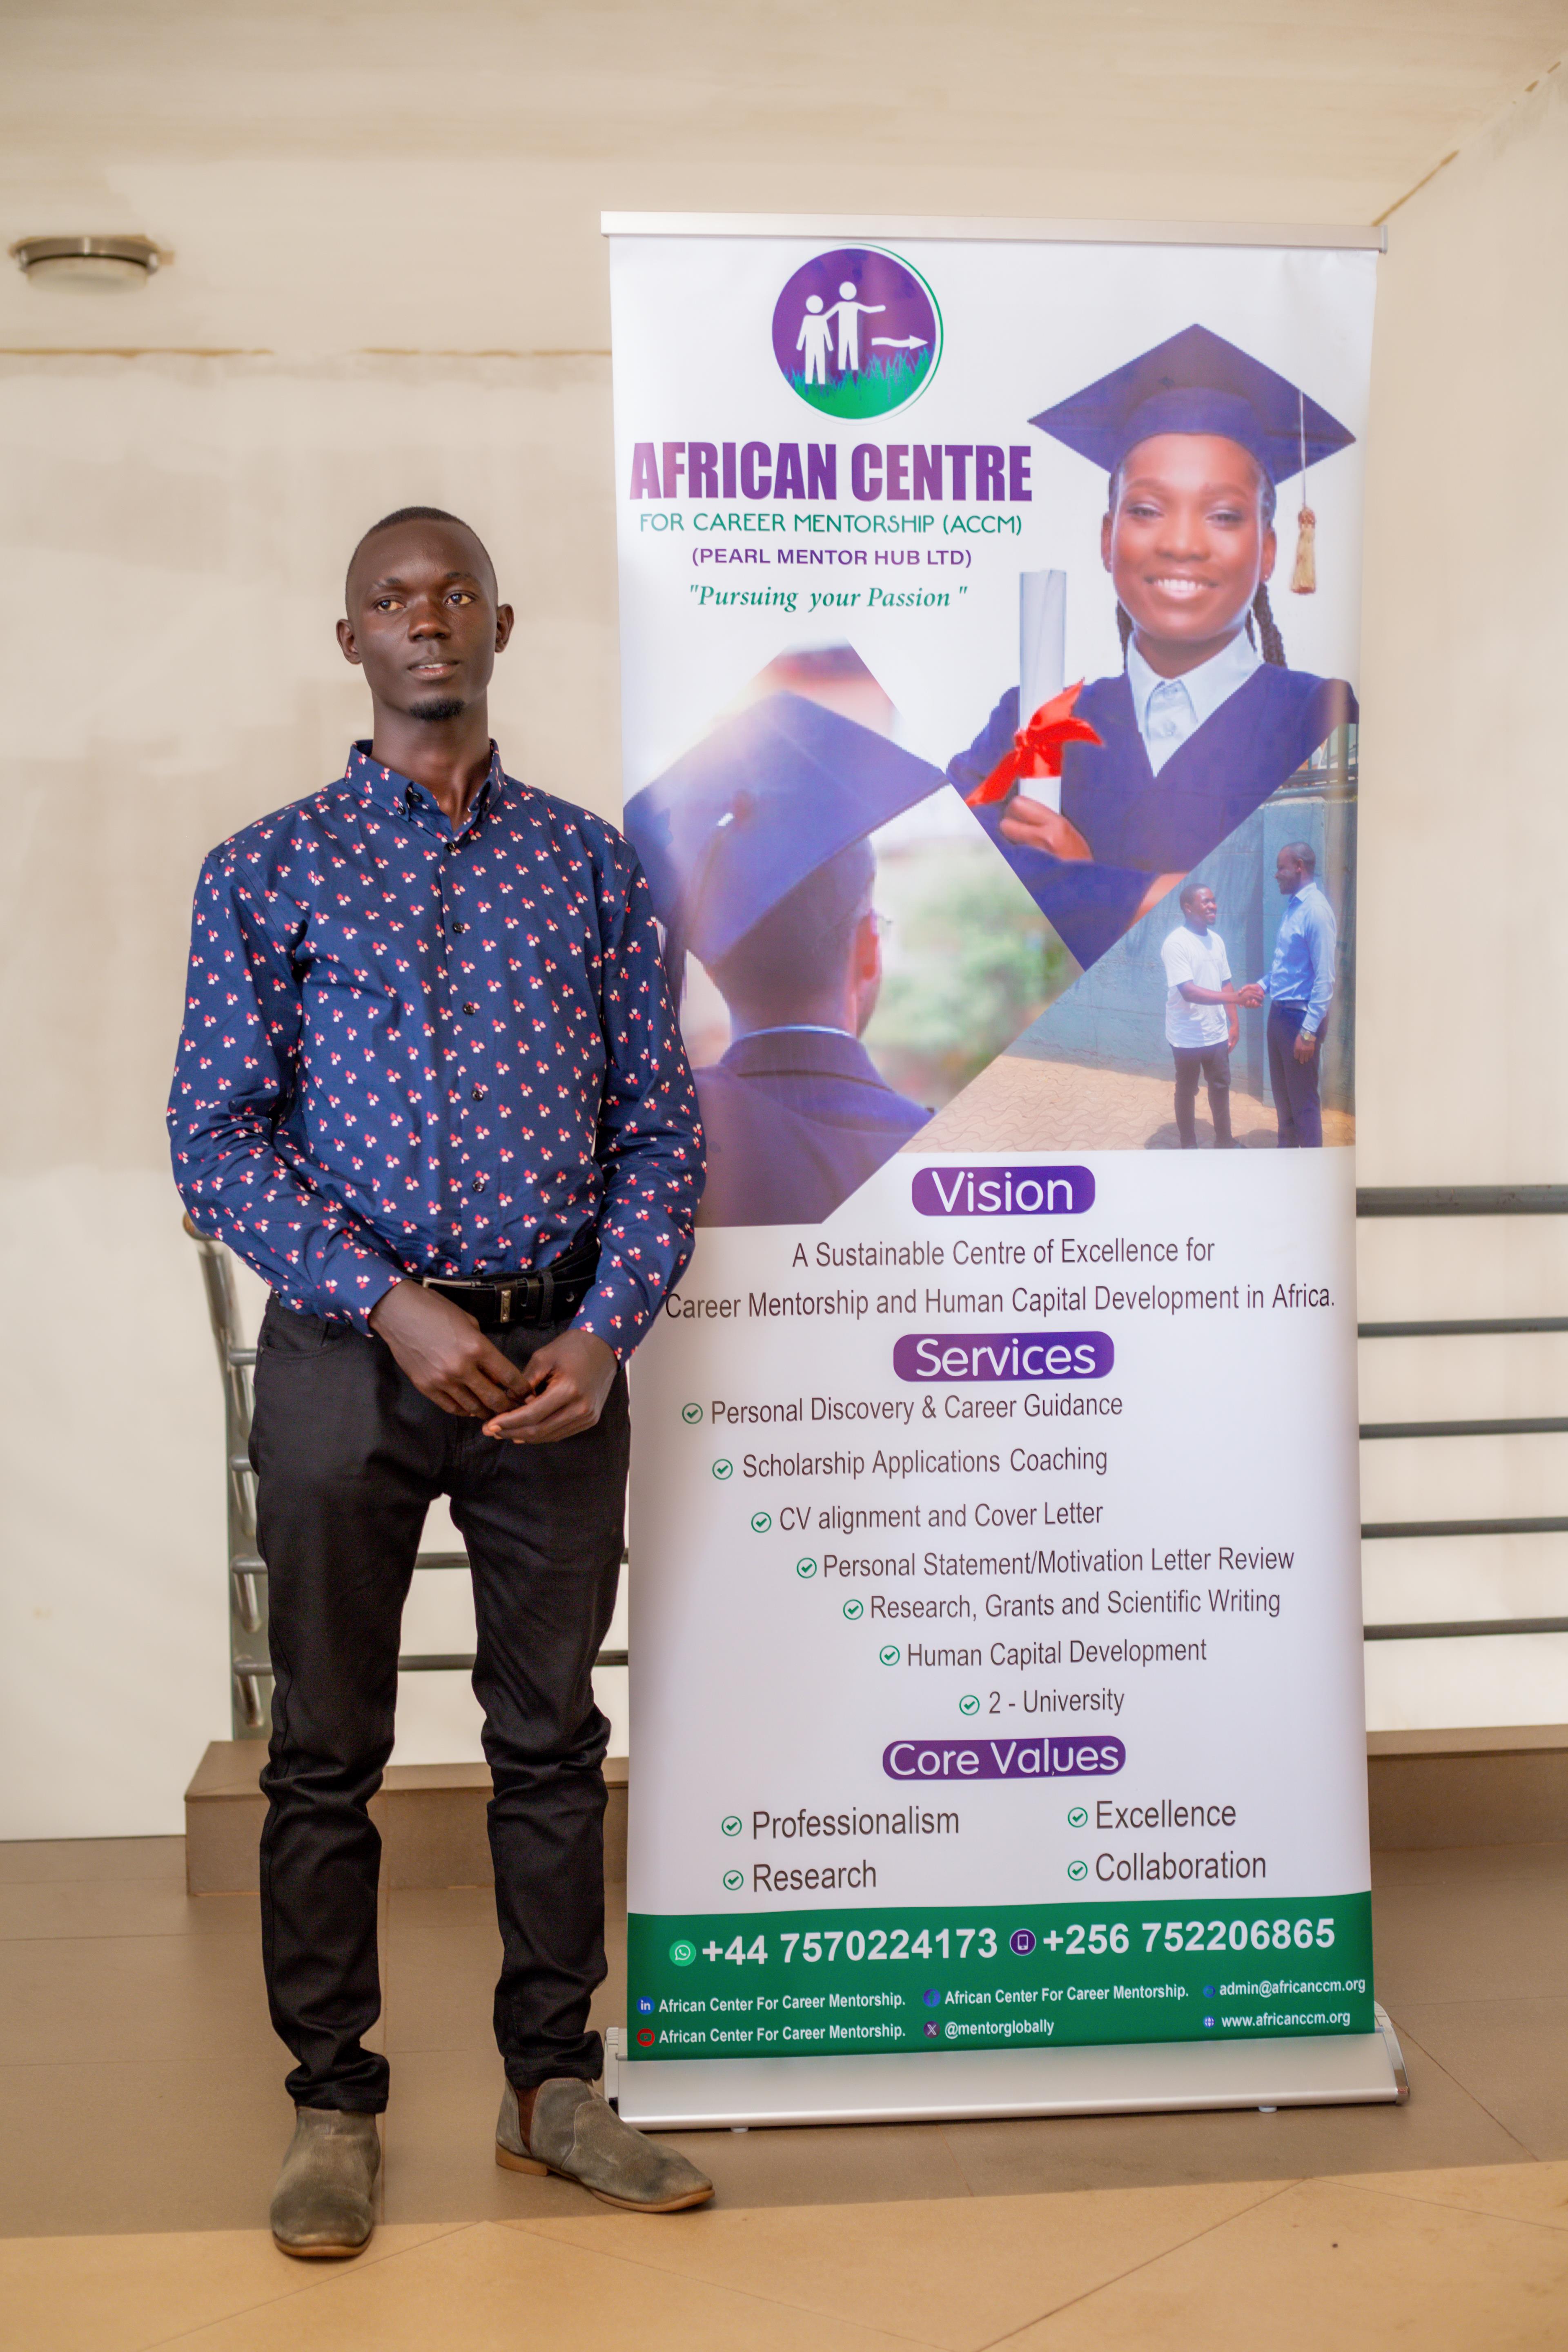 AFRICAN CENTRE
FOR CAREER MENTORSHIP (ACCM)
(PEARL MENTOR HUB LTD)
"Pursuing your Passion "
Vision
A Sustainable Centre of Excellence for
Career Mentorship and Human Capital Development in Africa.
Services
Personal Discovery & Career Guidance
Scholarship Applications Coaching
CV alignment and Cover Letter
Personal Statement/Motivation Letter Review
Research, Grants and Scientific Writing
Human Capital Development
2 - University
Core Values
Professionalism
Excellence
Research
Collaboration
+44 7570224173 +256 752206865
in African Center For Career Mentorship. African Center For Career Mentorship. admin@africanccm.org
African Center For Career Mentorship. X @mentorglobally www.africanccm.org